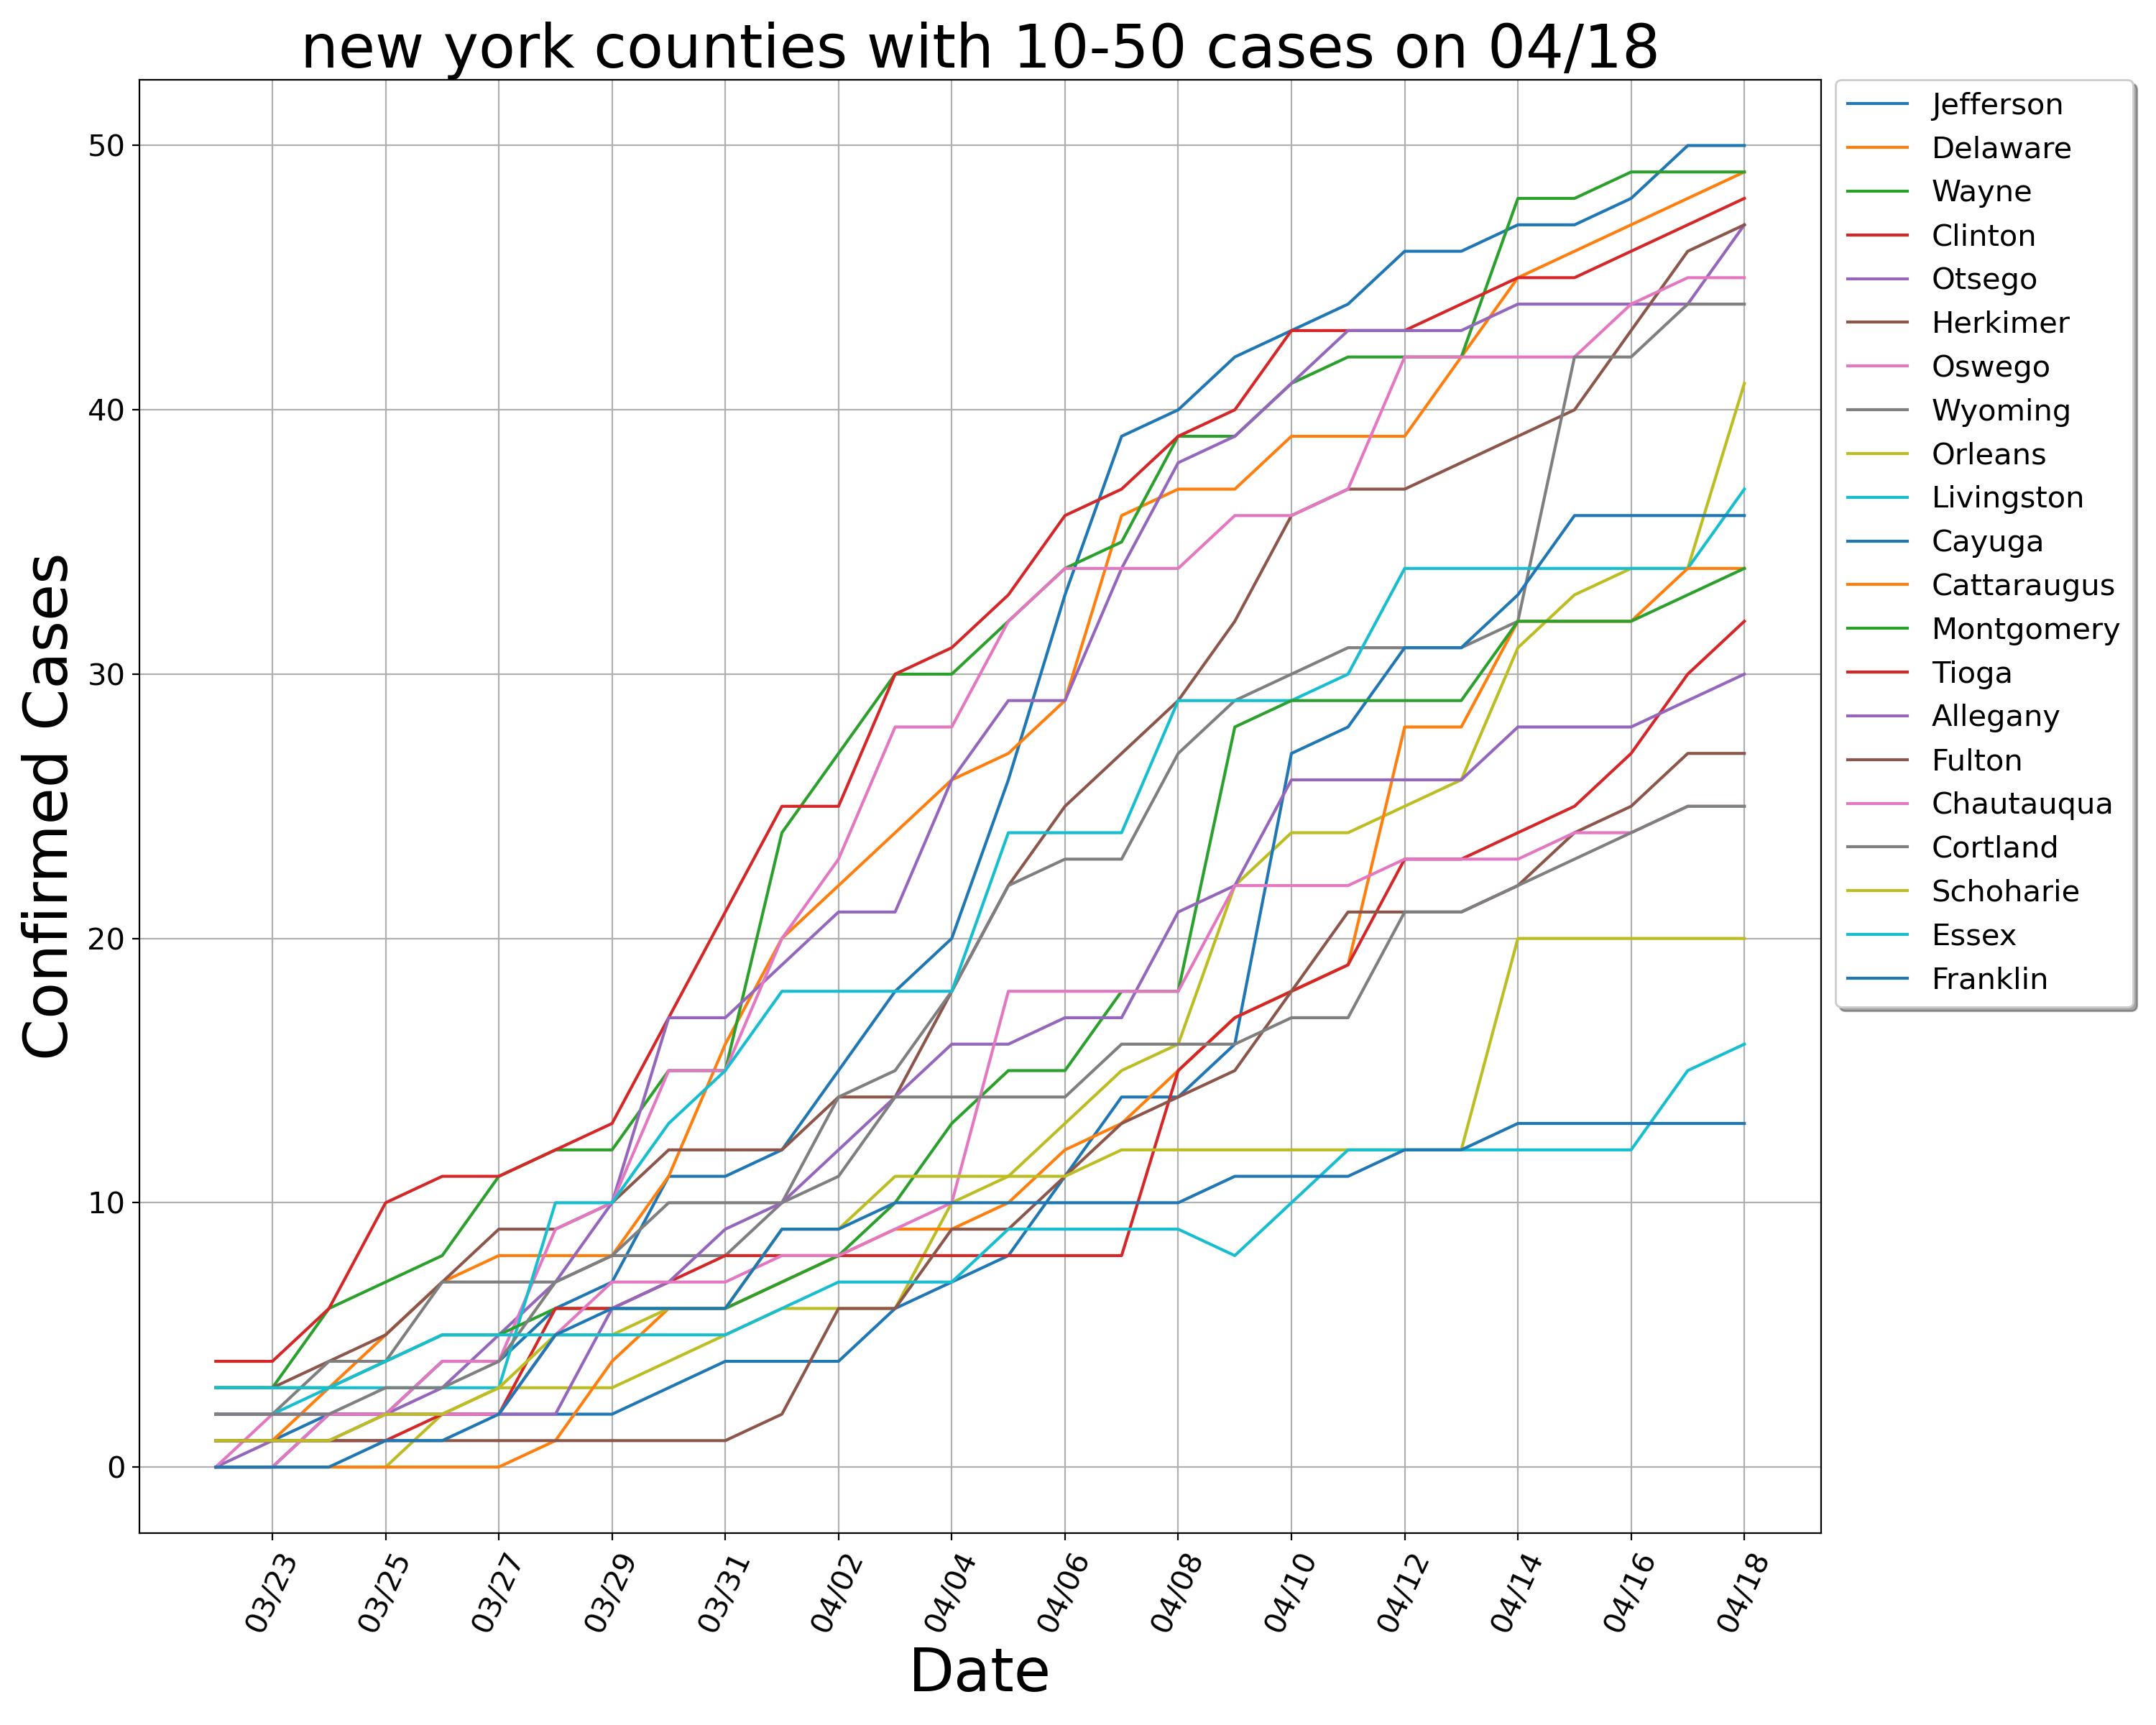 new york counties with 10-50 cases on 04/18
Confirmed Cases
50
40
30
20
10
0
03/23
03/25
03/27
03/29
03/31
04/02
04/04
04/06
04/08
04/10
04/12
04/14
04/16
04/18
Date
Jefferson
Delaware
Wayne
Clinton
Otsego
Herkimer
Oswego
Wyoming
Orleans
Livingston
Cayuga
Cattaraugus
Montgomery
Tioga
Allegany
Fulton
Chautauqua
Cortland
Schoharie
Essex
Franklin